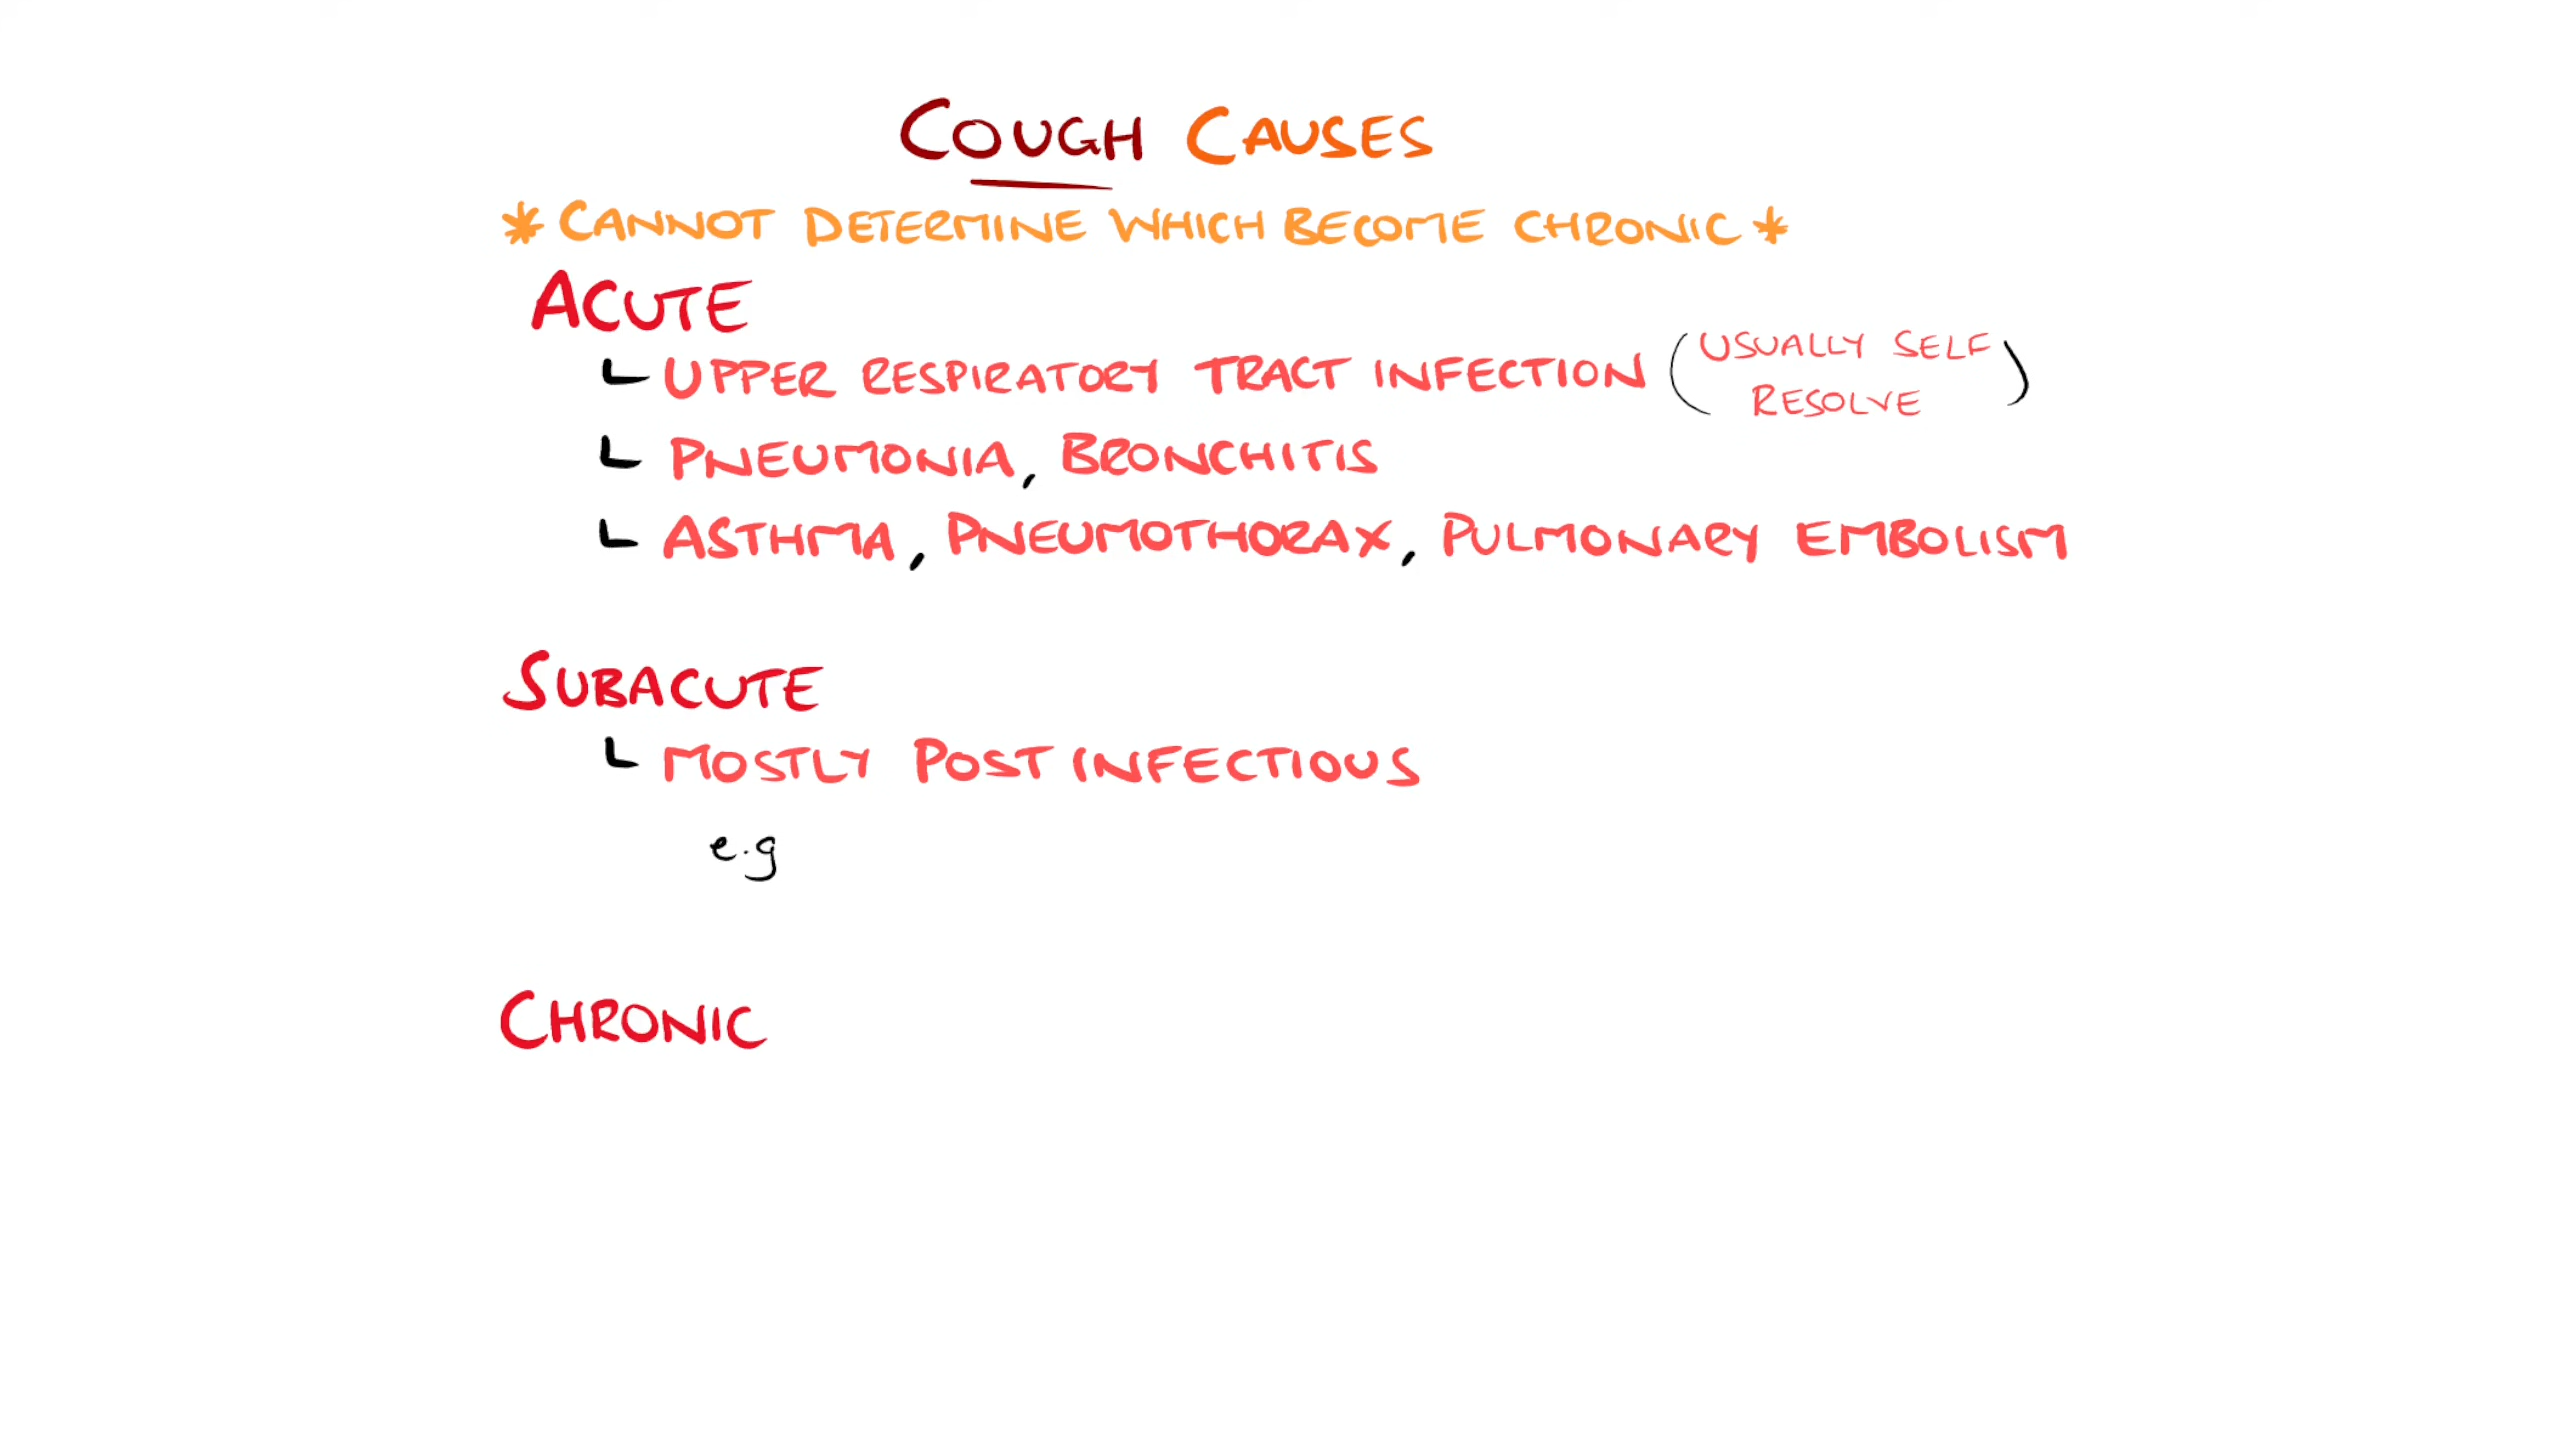 COUGH CAUSES
* CANNOT DETERMINE WHICH BECOME CHRONIC *
ACUTE
UPPER RESPIRATORY TRACT INFECTION (USUALLY SELF RESOLVE)
PNEUMONIA, BRONCHITIS
ASTHMA, PNEUMOTHORAX, PULMONARY EMBOLISM
SUBACUTE
MOSTLY POST INFECTIOUS
e.g
CHRONIC